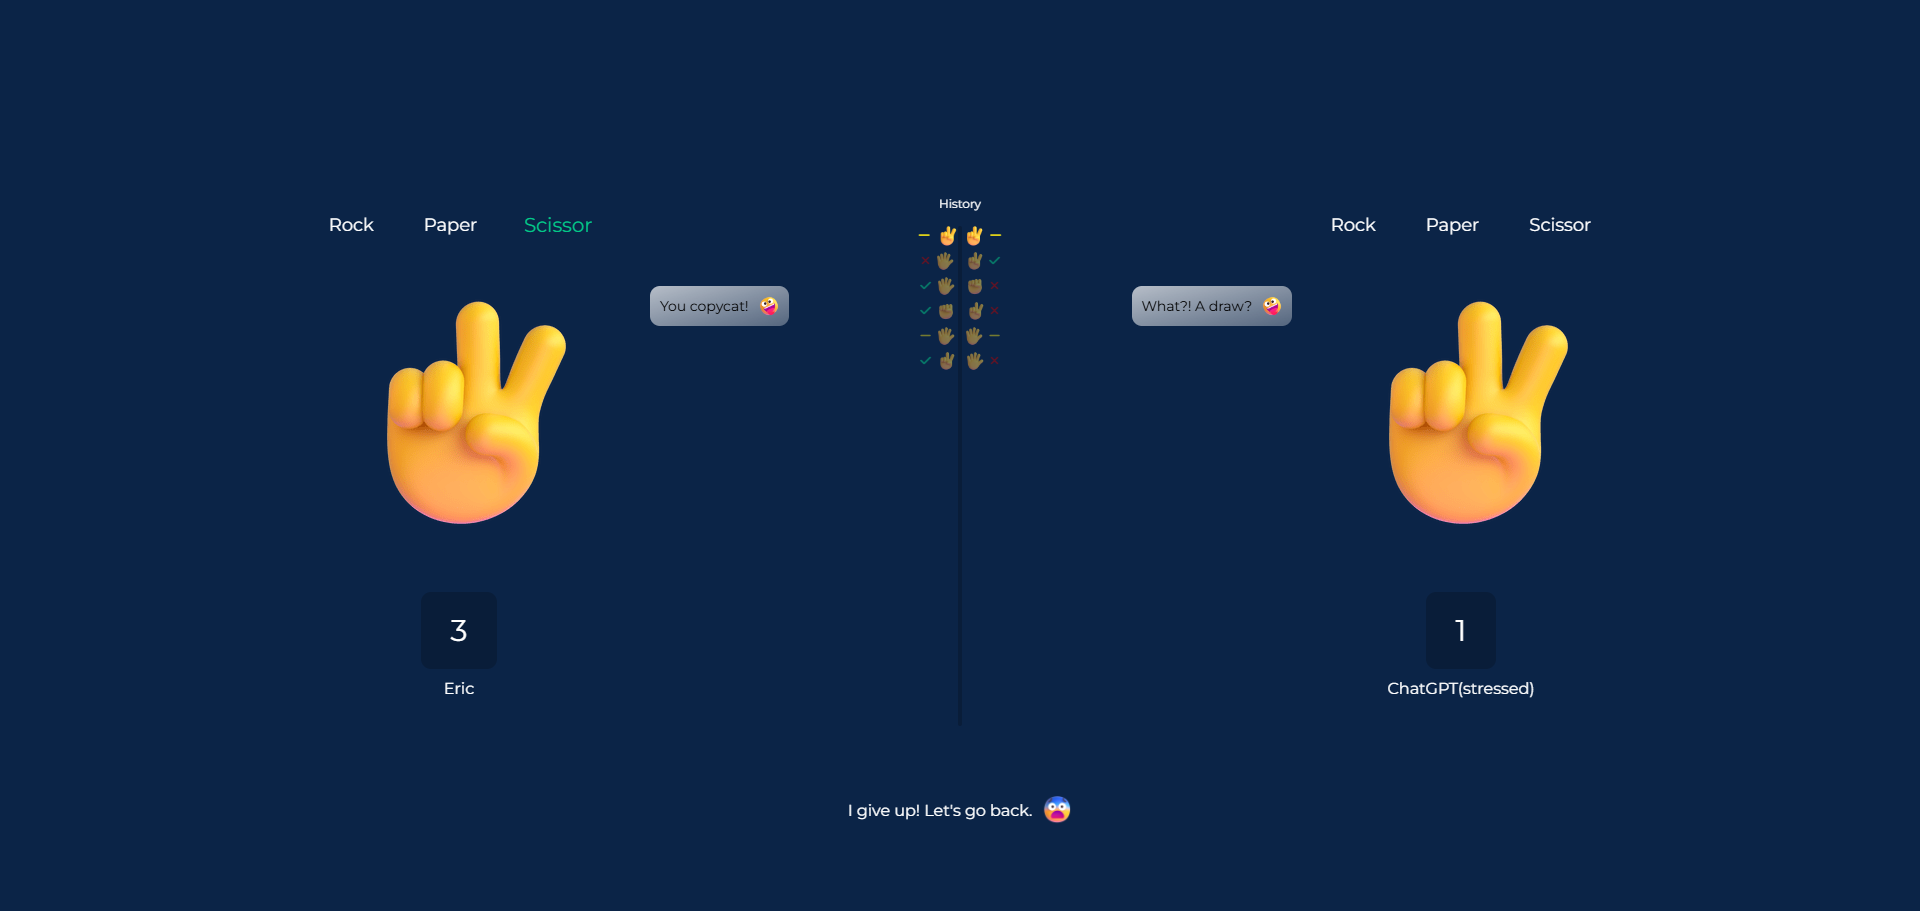 History
Rock Paper Scissor
You copycat!
3
Eric
Rock Paper Scissor
What?! A draw?
1
ChatGPT(stressed)
I give up! Let's go back.